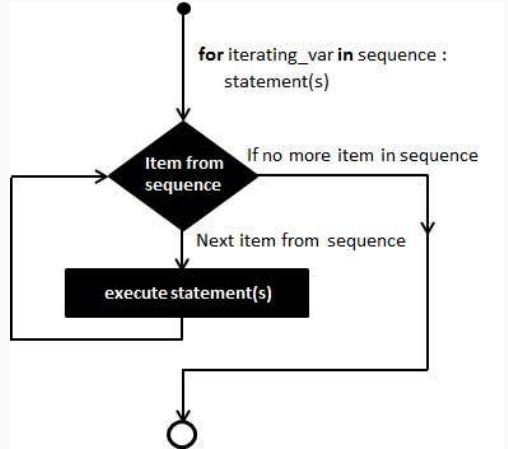 for iterating_var in sequence :
statement(s)
Item from
sequence
If no more item in sequence
Next item from sequence
execute statement(s)